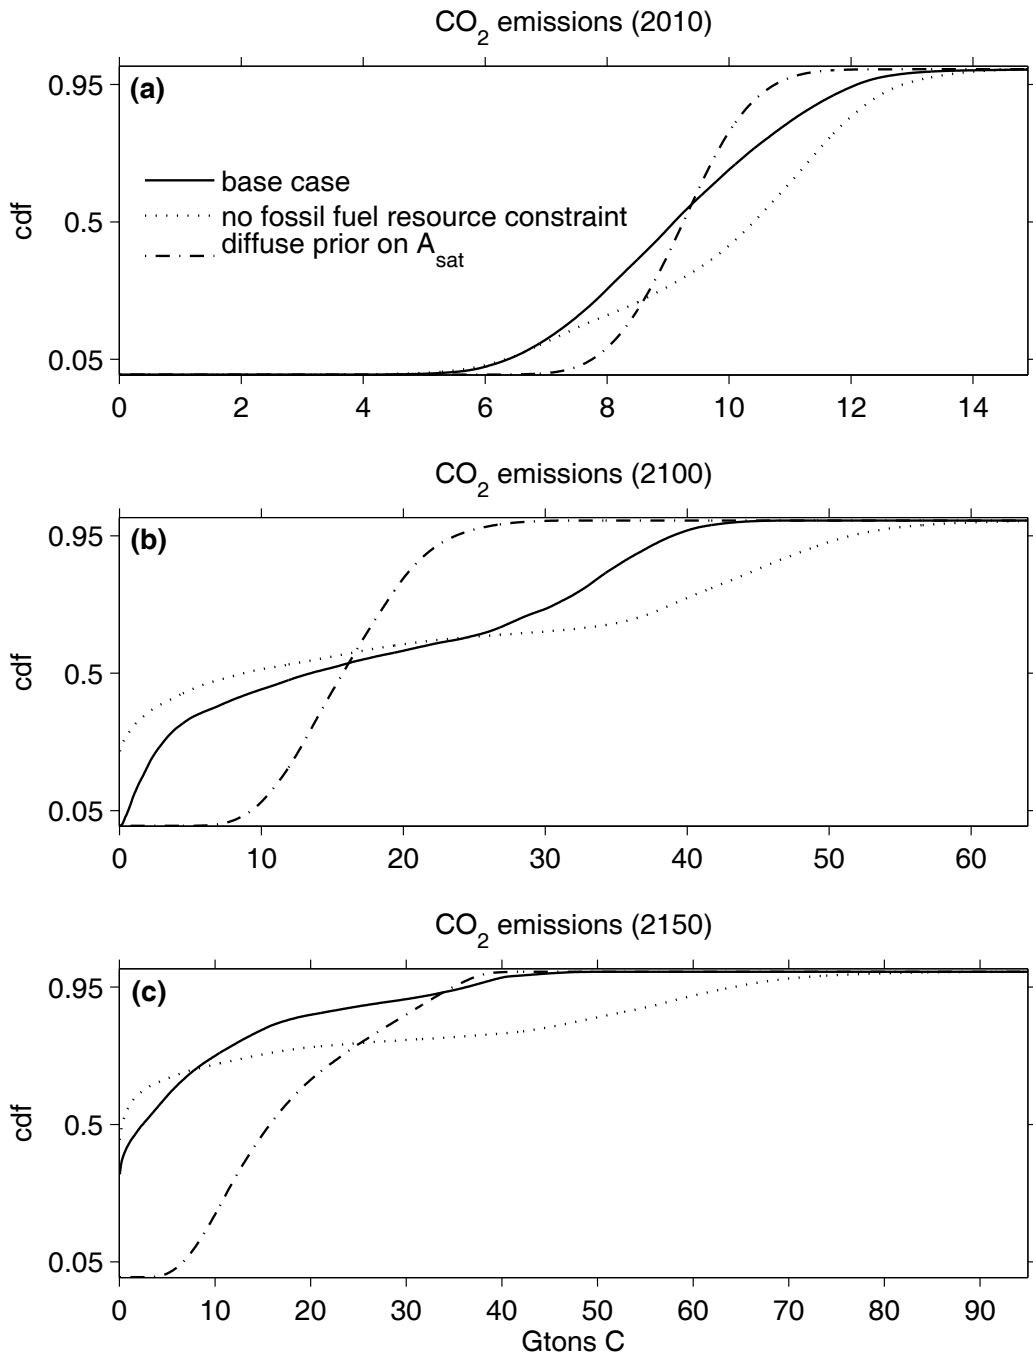 CO2 emissions (2010)
0.95
(a)
base case
no fossil fuel resource constraint
diffuse prior on Asat
cdf
0.5
0.05
0 2 4 6 8 10 12 14
CO2 emissions (2100)
0.95
(b)
cdf
0.5
0.05
0 10 20 30 40 50 60
CO2 emissions (2150)
0.95
(c)
cdf
0.5
0.05
0 10 20 30 40 50 60 70 80 90
Gtons C